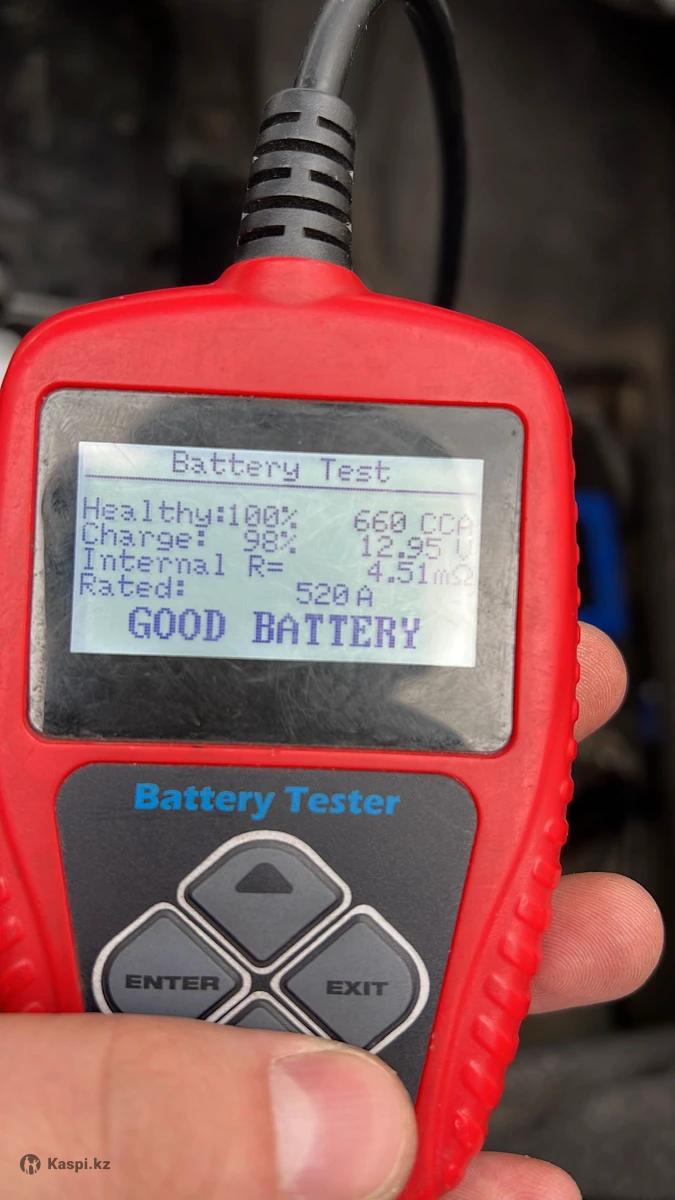 Battery Test
Healthy:100% 660 CCA
Charge: 98% 12.95 V
Internal R= 4.51mΩ
Rated: 520A
GOOD BATTERY
Battery Tester
ENTER EXIT
Kaspi.kz